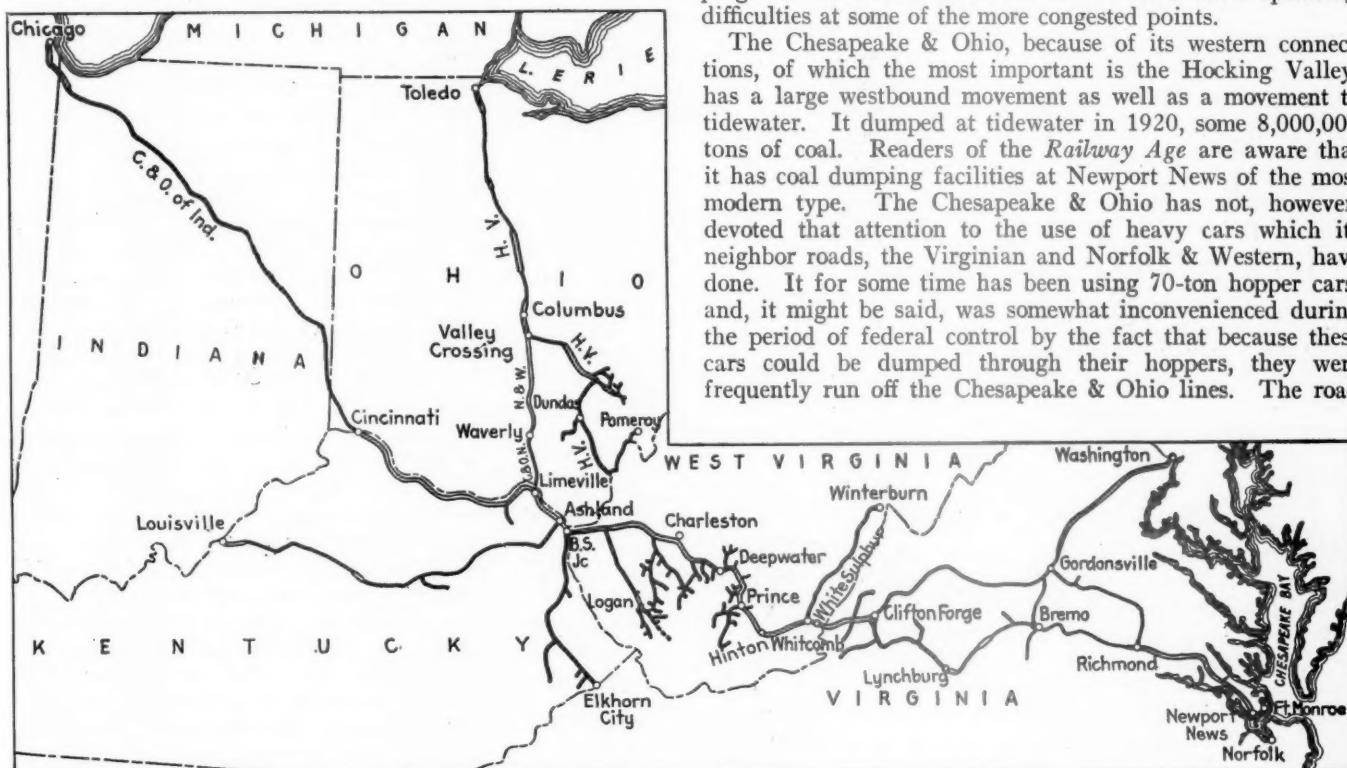 difficulties at some of the more congested points.
The Chesapeake & Ohio, because of its western connec
tions, of which the most important is the Hocking Valley
has a large westbound movement as well as a movement t
tidewater. It dumped at tidewater in 1920, some 8,000,00
tons of coal. Readers of the Railway Age are aware tha
it has coal dumping facilities at Newport News of the mos
modern type. The Chesapeake & Ohio has not, however
devoted that attention to the use of heavy cars which it
neighbor roads, the Virginian and Norfolk & Western, hav
done. It for some time has been using 70-ton hopper cars
and, it might be said, was somewhat inconvenienced durin
the period of federal control by the fact that because thes
cars could be dumped through their hoppers, they wer
frequently run off the Chesapeake & Ohio lines. The roa
Chicago
MICHIGAN
L. ERIE
Toledo
C. & O. of Ind.
H. V.
OHIO
INDIANA
Columbus
Valley
Crossing
H.V.
N. & W.
Dundas
Pomeroy
Cincinnati
Waverly
H.V.
C.&O.N.
Limeville
WEST VIRGINIA
Washington
Winterburn
Louisville
Ashland
Charleston
B.S.
Jc
Deepwater
White Sulphur
Gordonsville
Logan
Prince
Clifton Forge
Bremo
Hinton
Whitcomb
Richmond
CHESAPEAKE BAY
KENTUCKY
Lynchburg
VIRGINIA
Elkhorn
City
Newport
News
Ft. Monroe
Norfolk